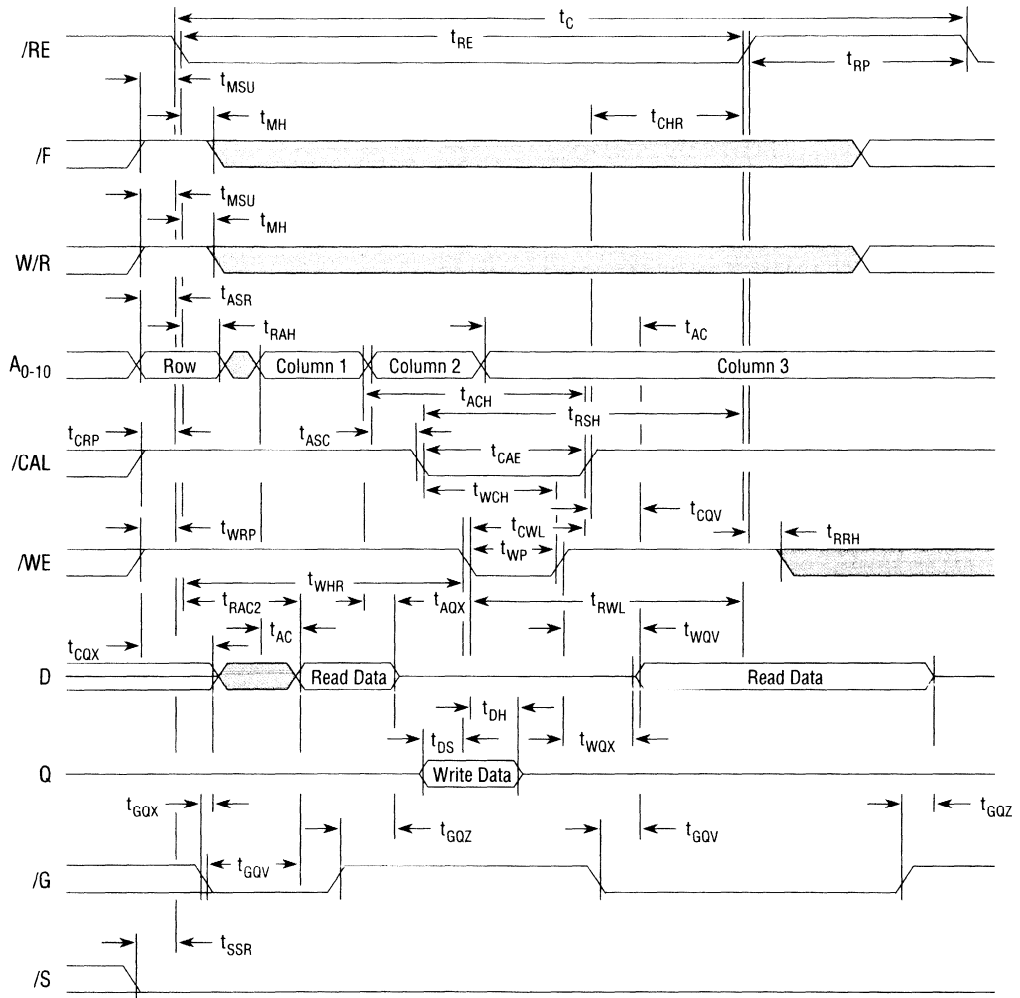 t_C
/RE
t_RE
t_RP
t_MSU
t_MH
t_CHR
/F
t_MSU
t_MH
W/R
t_ASR
t_RAH
t_AC
A_0-10
Row
Column 1
Column 2
Column 3
t_ACH
t_RSH
t_CRP
t_ASC
/CAL
t_CAE
t_WCH
t_CQV
t_WRP
t_CWL
t_RRH
/WE
t_WP
t_WHR
t_RAC2
t_AQX
t_RWL
t_CQX
t_AC
t_WQV
D
Read Data
Read Data
t_DH
t_DS
t_WQX
Q
Write Data
t_GQX
t_GQZ
t_GQV
t_GQZ
/G
t_GQV
t_SSR
/S